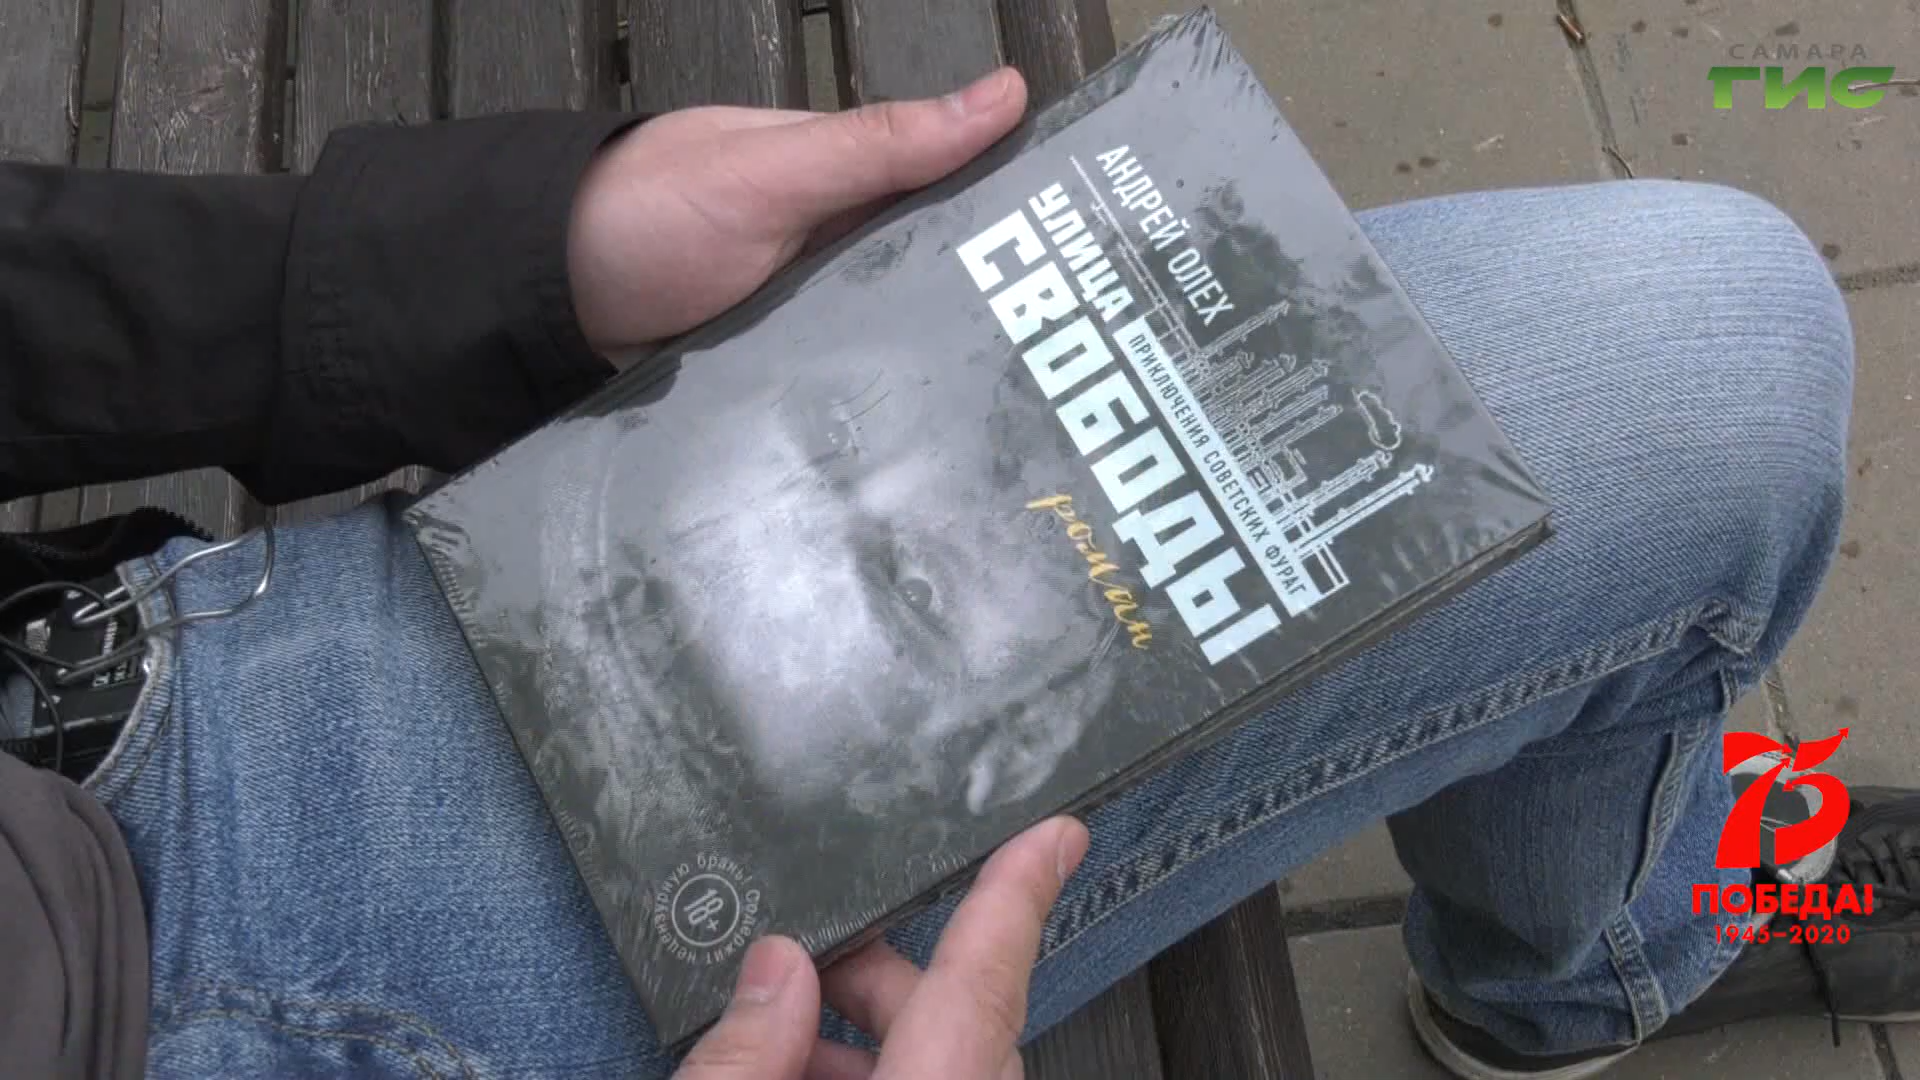 САМАРА
ГИС
АНДРЕЙ ОЛЕХ
УЛИЦА
СВОБОДЫ
ПРИКЛЮЧЕНИЯ СОВЕТСКИХ ФУРАГ
роман
Содержит нецензурную брань!
18+
75
ПОБЕДА!
1945–2020